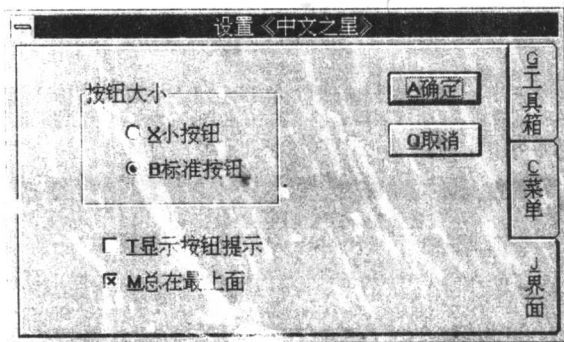 设置《中文之星》
按钮大小
X小按钮
B标准按钮
T显示按钮提示
M总在最上面
A确定
Q取消
G工具箱
C菜单
J界面